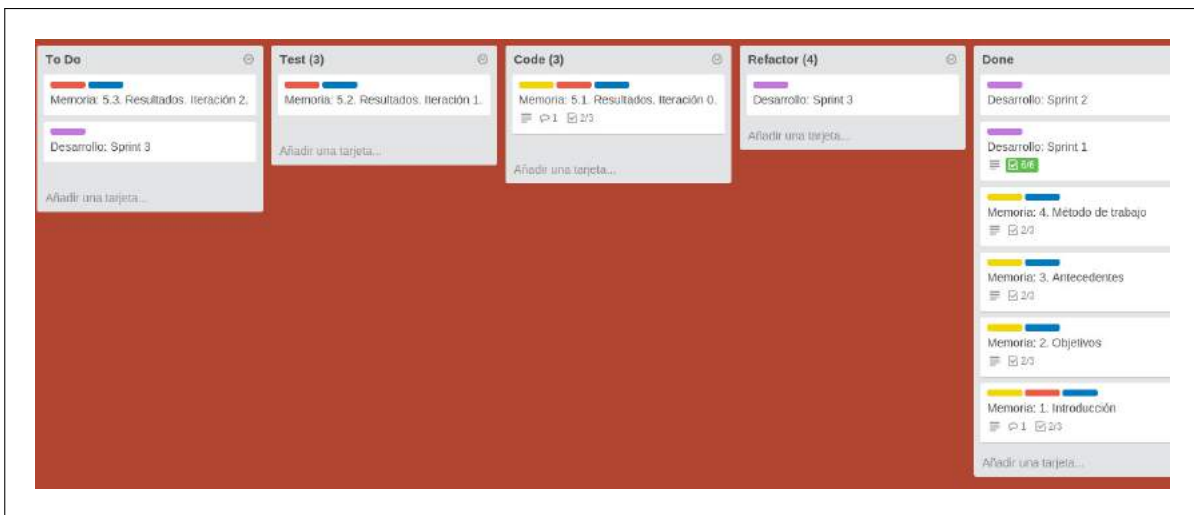 To Do
Memoria: 5.3. Resultados. Iteración 2.
Desarrollo: Sprint 3
Añadir una tarjeta...
Test (3)
Memoria: 5.2. Resultados. Iteración 1.
Añadir una tarjeta...
Code (3)
Memoria: 5.1. Resultados. Iteración 0.
1 2/3
Añadir una tarjeta...
Refactor (4)
Desarrollo: Sprint 3
Añadir una tarjeta...
Done
Desarrollo: Sprint 2
Desarrollo: Sprint 1
6/6
Memoria: 4. Método de trabajo
2/3
Memoria: 3. Antecedentes
2/3
Memoria: 2. Objetivos
2/3
Memoria: 1. Introducción
1 2/3
Añadir una tarjeta...